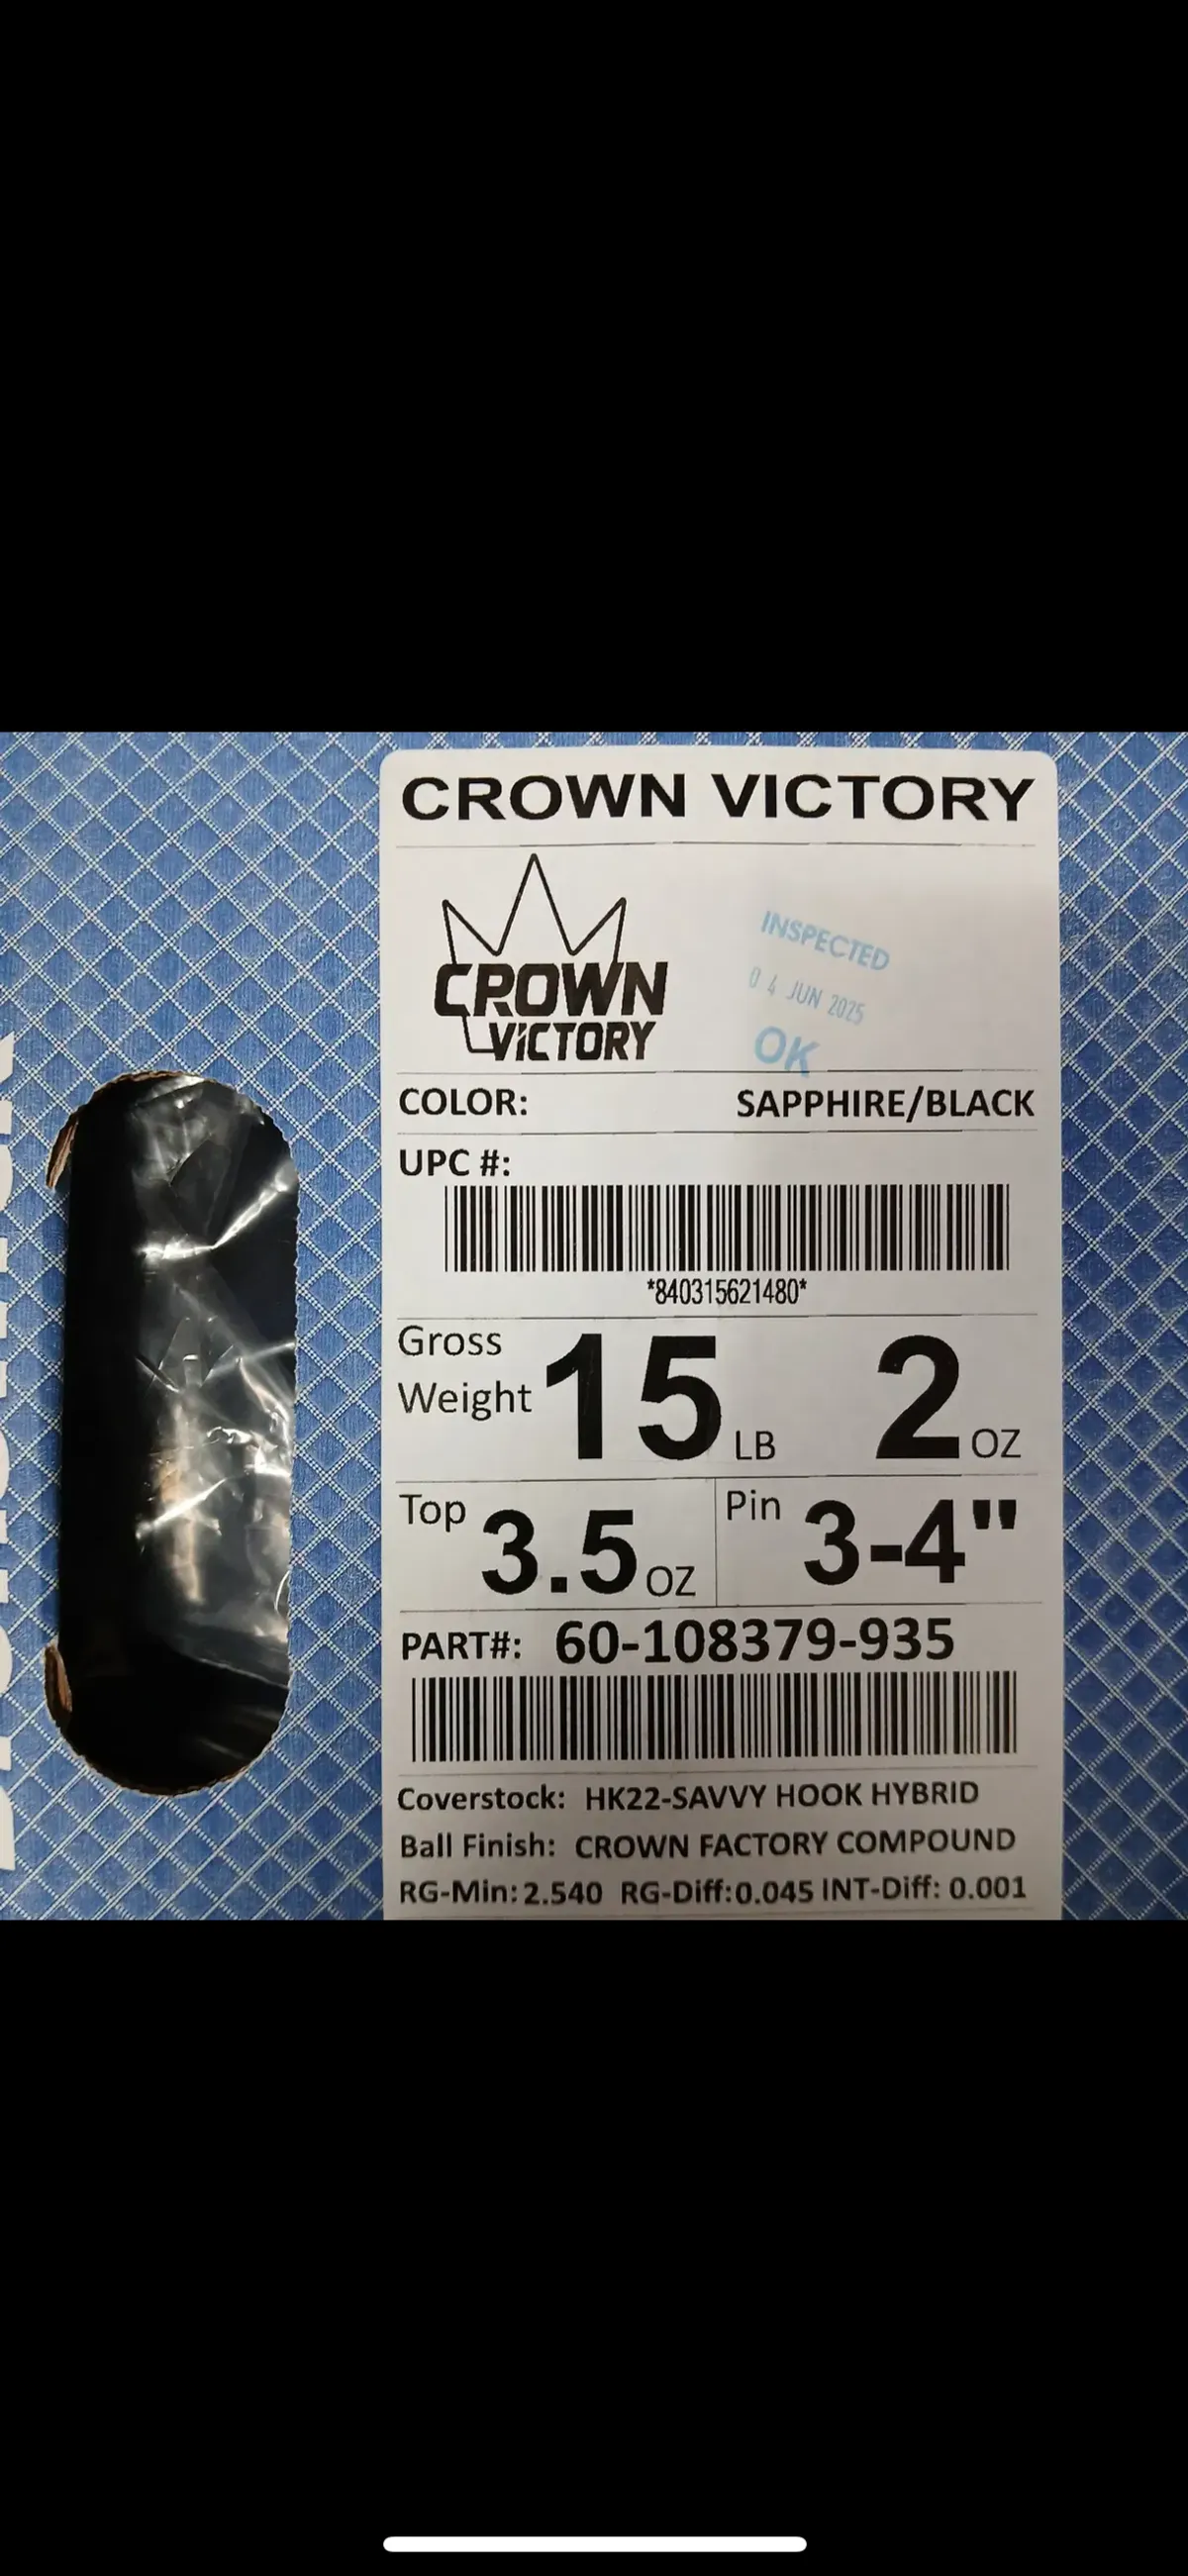 CROWN VICTORY
CROWN
VICTORY
INSPECTED
04 JUN 2025
OK
COLOR: SAPPHIRE/BLACK
UPC #:
*840315621480*
Gross
Weight 15 LB 2 OZ
Top 3.5 OZ Pin 3-4"
PART#: 60-108379-935
Coverstock: HK22-SAVVY HOOK HYBRID
Ball Finish: CROWN FACTORY COMPOUND
RG-Min: 2.540 RG-Diff: 0.045 INT-Diff: 0.001